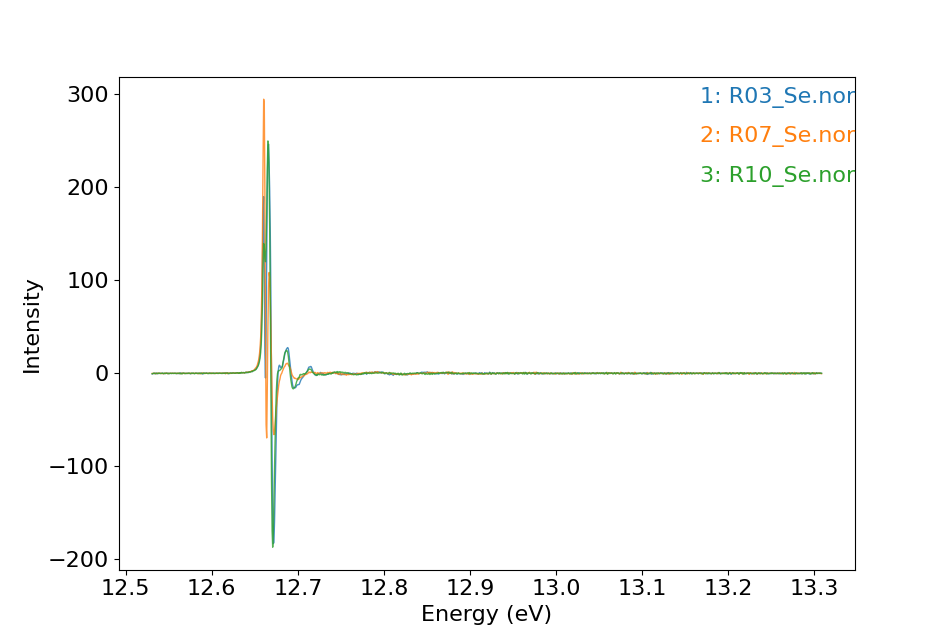 300
200
100
0
−100
−200
Intensity
1: R03_Se.nor
2: R07_Se.nor
3: R10_Se.nor
12.5 12.6 12.7 12.8 12.9 13.0 13.1 13.2 13.3
Energy (eV)